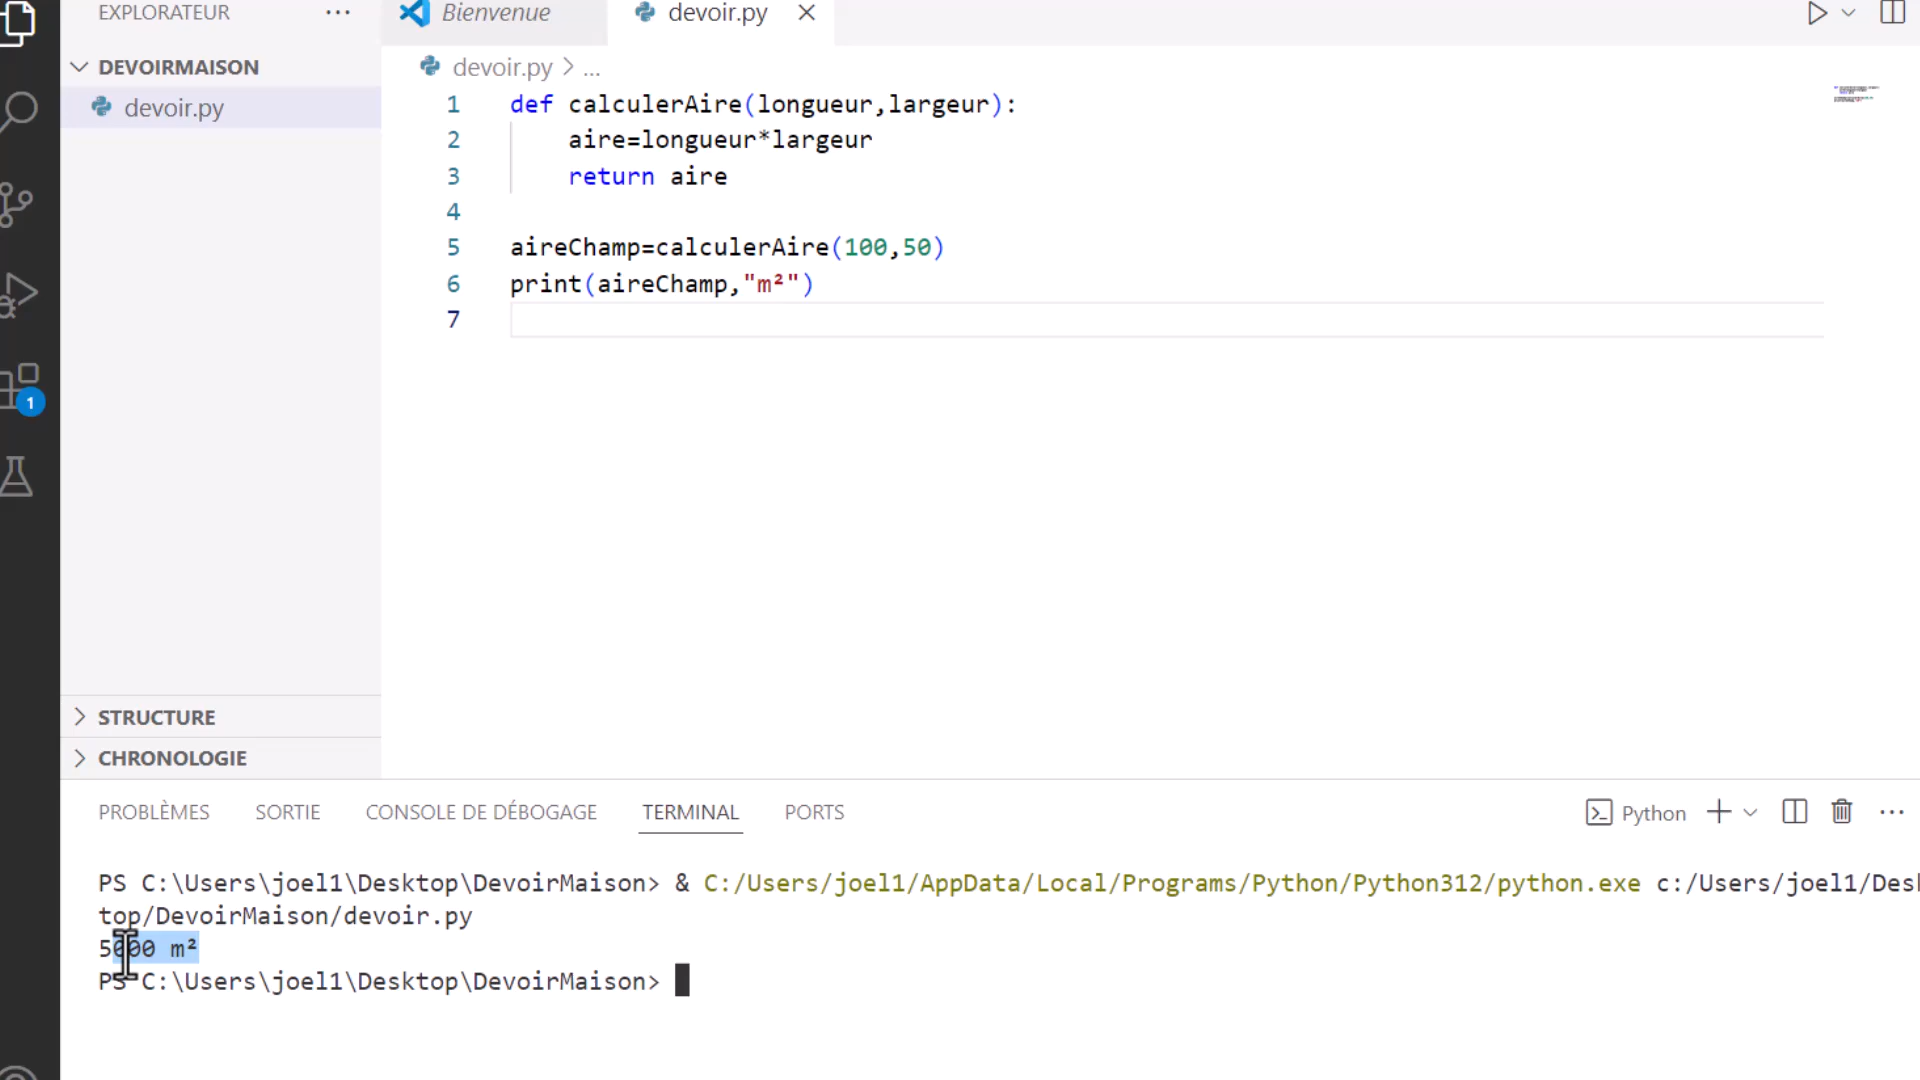 EXPLORATEUR ...
Bienvenue
devoir.py
DEVOIRMAISON
devoir.py
devoir.py > ...
1 def calculerAire(longueur,largeur):
2 aire=longueur*largeur
3 return aire
4
5 aireChamp=calculerAire(100,50)
6 print(aireChamp,"m²")
7
1
STRUCTURE
CHRONOLOGIE
PROBLÈMES SORTIE CONSOLE DE DÉBOGAGE TERMINAL PORTS
Python
PS C:\Users\joel1\Desktop\DevoirMaison> & C:/Users/joel1/AppData/Local/Programs/Python/Python312/python.exe c:/Users/joel1/Des
top/DevoirMaison/devoir.py
5000 m²
PS C:\Users\joel1\Desktop\DevoirMaison>